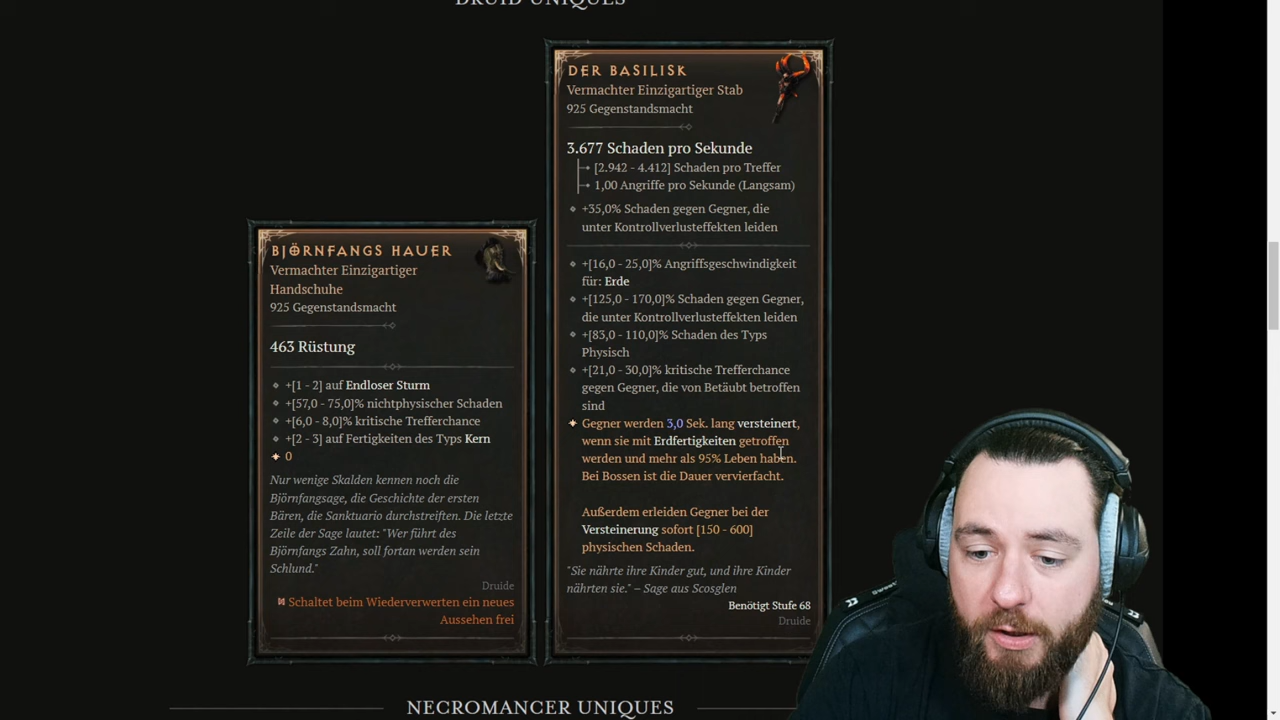 DRUID UNIQUES
BJÖRNFANGS HAUER
Vermachter Einzigartiger
Handschuhe
925 Gegenstandsmacht
463 Rüstung
+[1 - 2] auf Endloser Sturm
+[57,0 - 75,0]% nichtphysischer Schaden
+[6,0 - 8,0]% kritische Trefferchance
+[2 - 3] auf Fertigkeiten des Typs Kern
0
Nur wenige Skalden kennen noch die
Björnfangsage, die Geschichte der ersten
Bären, die Sanktuario durchstreiften. Die letzte
Zeile der Sage lautet: "Wer führt des
Björnfangs Zahn, soll fortan werden sein
Schlund."
Druide
Schaltet beim Wiederverwerten ein neues
Aussehen frei
DER BASILISK
Vermachter Einzigartiger Stab
925 Gegenstandsmacht
3.677 Schaden pro Sekunde
[2.942 - 4.412] Schaden pro Treffer
1,00 Angriffe pro Sekunde (Langsam)
+35,0% Schaden gegen Gegner, die
unter Kontrollverlusteffekten leiden
+[16,0 - 25,0]% Angriffsgeschwindigkeit
für: Erde
+[125,0 - 170,0]% Schaden gegen Gegner,
die unter Kontrollverlusteffekten leiden
+[83,0 - 110,0]% Schaden des Typs
Physisch
+[21,0 - 30,0]% kritische Trefferchance
gegen Gegner, die von Betäubt betroffen
sind
Gegner werden 3,0 Sek. lang versteinert,
wenn sie mit Erdfertigkeiten getroffen
werden und mehr als 95% Leben haben.
Bei Bossen ist die Dauer vervierfacht.
Außerdem erleiden Gegner bei der
Versteinerung sofort [150 - 600]
physischen Schaden.
"Sie nährte ihre Kinder gut, und ihre Kinder
nährten sie." – Sage aus Scosglen
Benötigt Stufe 68
Druide
NECROMANCER UNIQUES